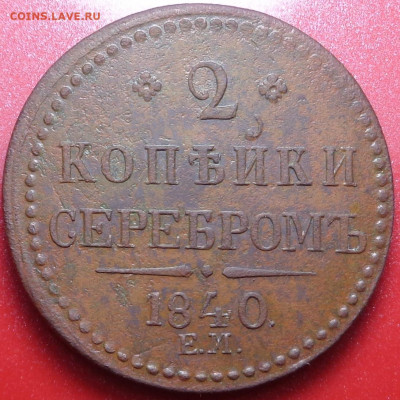 COINS.LAVE.RU
2
КОПѢЙКИ
СЕРЕБРОМЪ
1840.
Е.М.